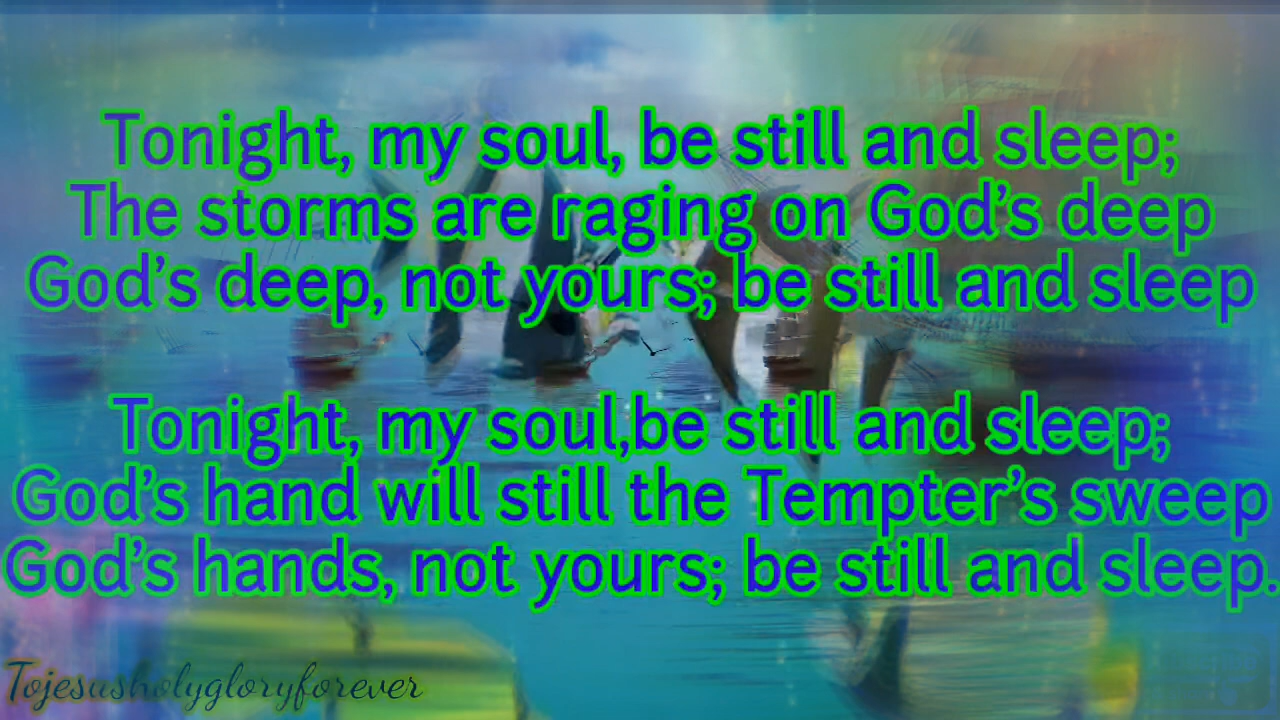 Tonight, my soul, be still and sleep;
The storms are raging on God’s deep
God’s deep, not yours; be still and sleep
Tonight, my soul,be still and sleep;
God’s hand will still the Tempter’s sweep
God’s hands, not yours; be still and sleep.
Tojesusholygloryforever